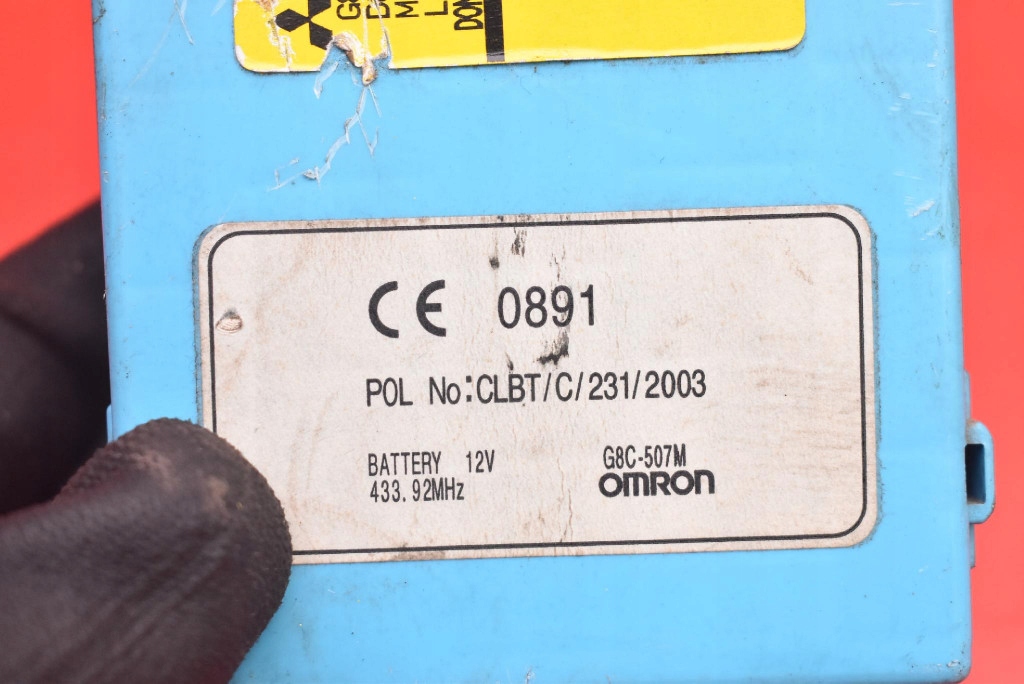 CE 0891
POL No:CLBT/C/231/2003
BATTERY 12V
433.92MHz
G8C-507M
OMRON